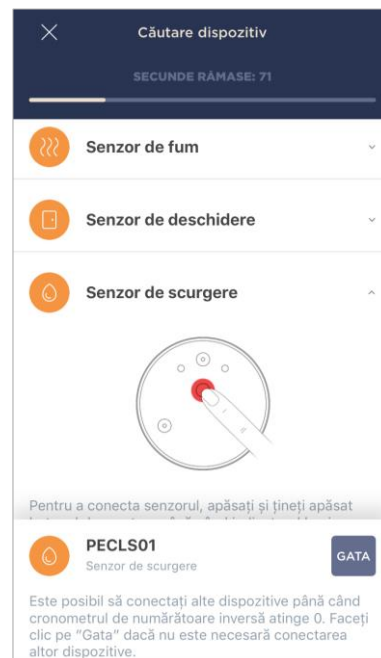 Căutare dispozitiv
SECUNDE RĂMASE: 71
Senzor de fum
Senzor de deschidere
Senzor de scurgere
Pentru a conecta senzorul, apăsați și țineți apăsat
PECLS01
Senzor de scurgere
GATA
Este posibil să conectați alte dispozitive până când
cronometrul de numărătoare inversă atinge 0. Faceți
clic pe “Gata” dacă nu este necesară conectarea
altor dispozitive.